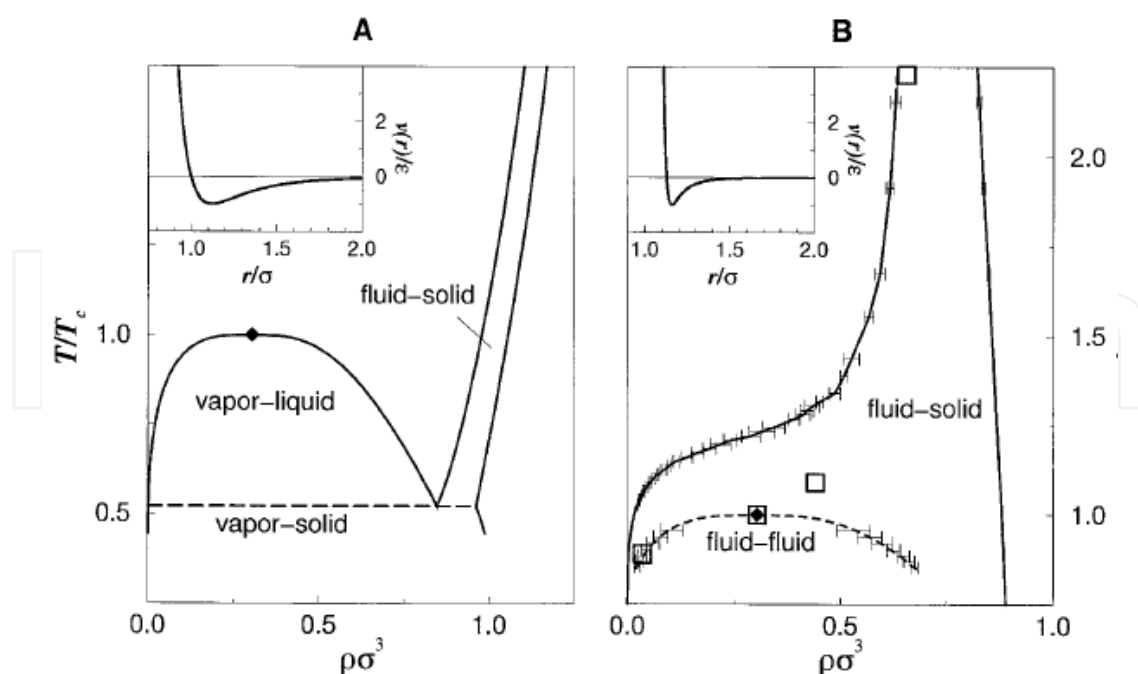 A
B
2
0
v(r)/ε
1.0
1.5
2.0
r/σ
fluid–solid
T/Tc
1.0
vapor–liquid
0.5
vapor–solid
0.0
0.5
1.0
ρσ³
2
0
v(r)/ε
1.0
1.5
2.0
r/σ
2.0
1.5
fluid–solid
1.0
fluid–fluid
0.0
0.5
1.0
ρσ³